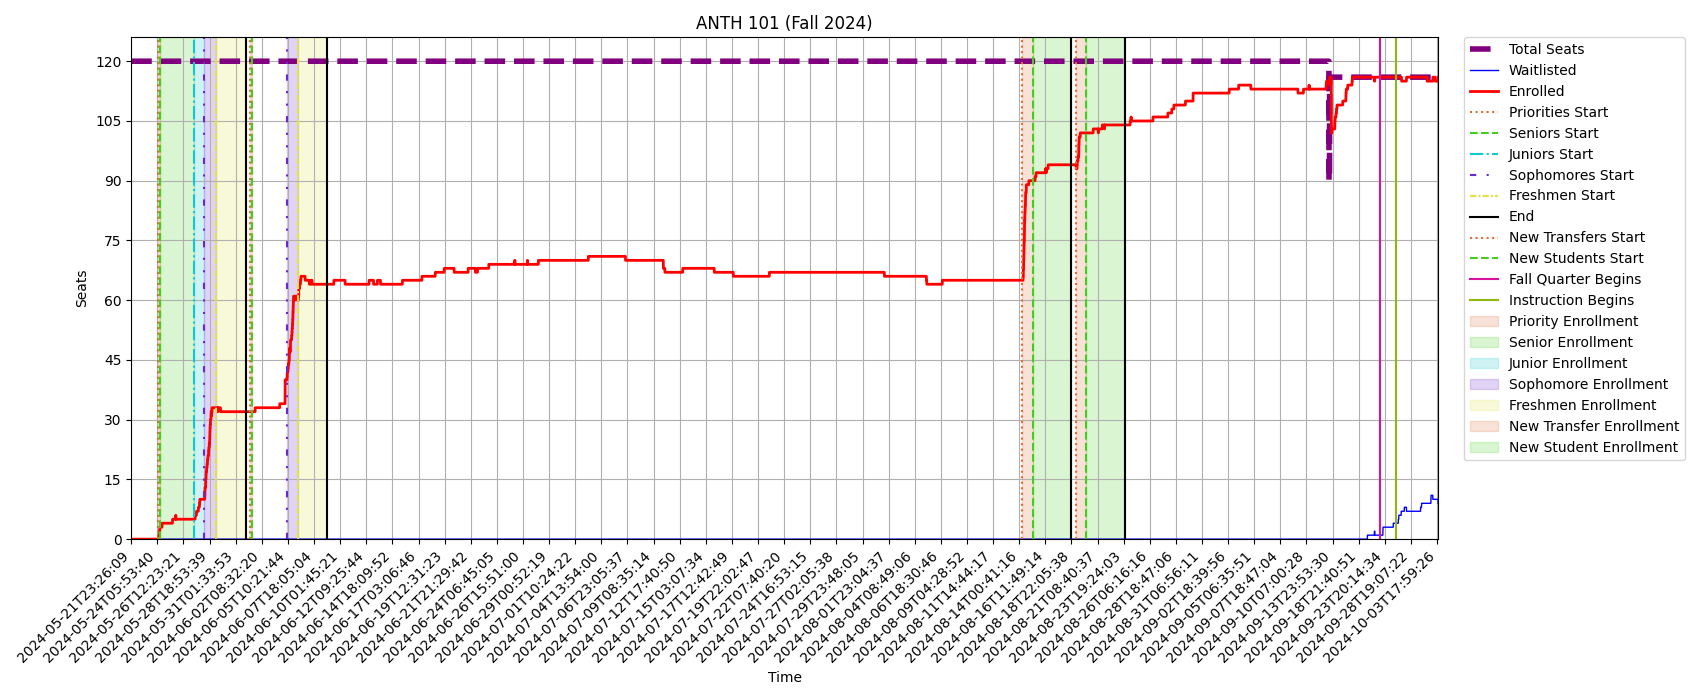 ANTH 101 (Fall 2024)
Seats
120
105
90
75
60
45
30
15
0
2024-05-21T23:26:09
2024-05-24T05:53:40
2024-05-26T12:23:21
2024-05-28T18:53:39
2024-05-31T01:33:53
2024-06-02T08:32:20
2024-06-05T10:21:44
2024-06-07T18:05:04
2024-06-10T01:45:21
2024-06-12T09:25:44
2024-06-14T18:09:52
2024-06-17T03:06:46
2024-06-19T12:31:23
2024-06-21T21:29:42
2024-06-24T06:45:05
2024-06-26T15:51:00
2024-06-29T00:52:19
2024-07-01T10:24:22
2024-07-04T13:54:00
2024-07-06T23:05:37
2024-07-09T08:35:14
2024-07-12T17:40:50
2024-07-15T03:07:34
2024-07-17T12:42:49
2024-07-19T22:02:47
2024-07-22T07:40:20
2024-07-24T16:53:15
2024-07-27T02:05:38
2024-07-29T11:22:38
2024-08-01T23:04:37
2024-08-04T08:49:06
2024-08-06T18:30:46
2024-08-09T04:28:52
2024-08-11T14:44:17
2024-08-14T00:41:16
2024-08-16T11:49:14
2024-08-18T22:05:38
2024-08-21T08:40:37
2024-08-23T19:24:03
2024-08-26T06:16:16
2024-08-28T18:47:06
2024-08-31T06:56:11
2024-09-02T18:39:56
2024-09-05T06:35:51
2024-09-07T18:47:04
2024-09-10T07:00:28
2024-09-13T23:53:30
2024-09-18T21:40:51
2024-09-23T20:14:34
2024-09-28T19:07:22
2024-10-03T17:59:26
Time
Total Seats
Waitlisted
Enrolled
Priorities Start
Seniors Start
Juniors Start
Sophomores Start
Freshmen Start
End
New Transfers Start
New Students Start
Fall Quarter Begins
Instruction Begins
Priority Enrollment
Senior Enrollment
Junior Enrollment
Sophomore Enrollment
Freshmen Enrollment
New Transfer Enrollment
New Student Enrollment